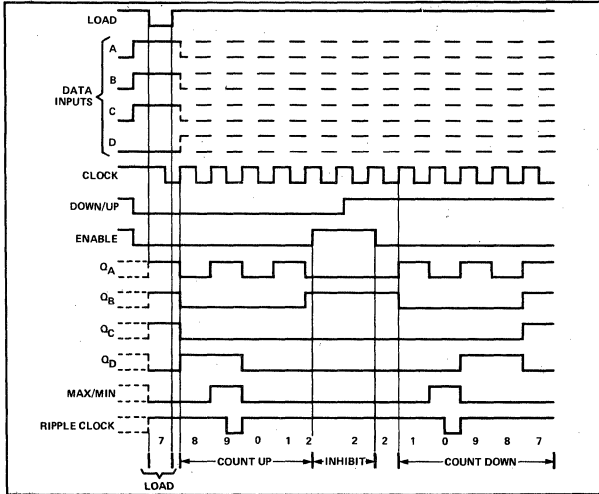 LOAD
A
B
DATA
INPUTS
C
D
CLOCK
DOWN/UP
ENABLE
QA
QB
QC
QD
MAX/MIN
RIPPLE CLOCK
7 8 9 0 1 2 2 2 1 0 9 8 7
COUNT UP INHIBIT COUNT DOWN
LOAD